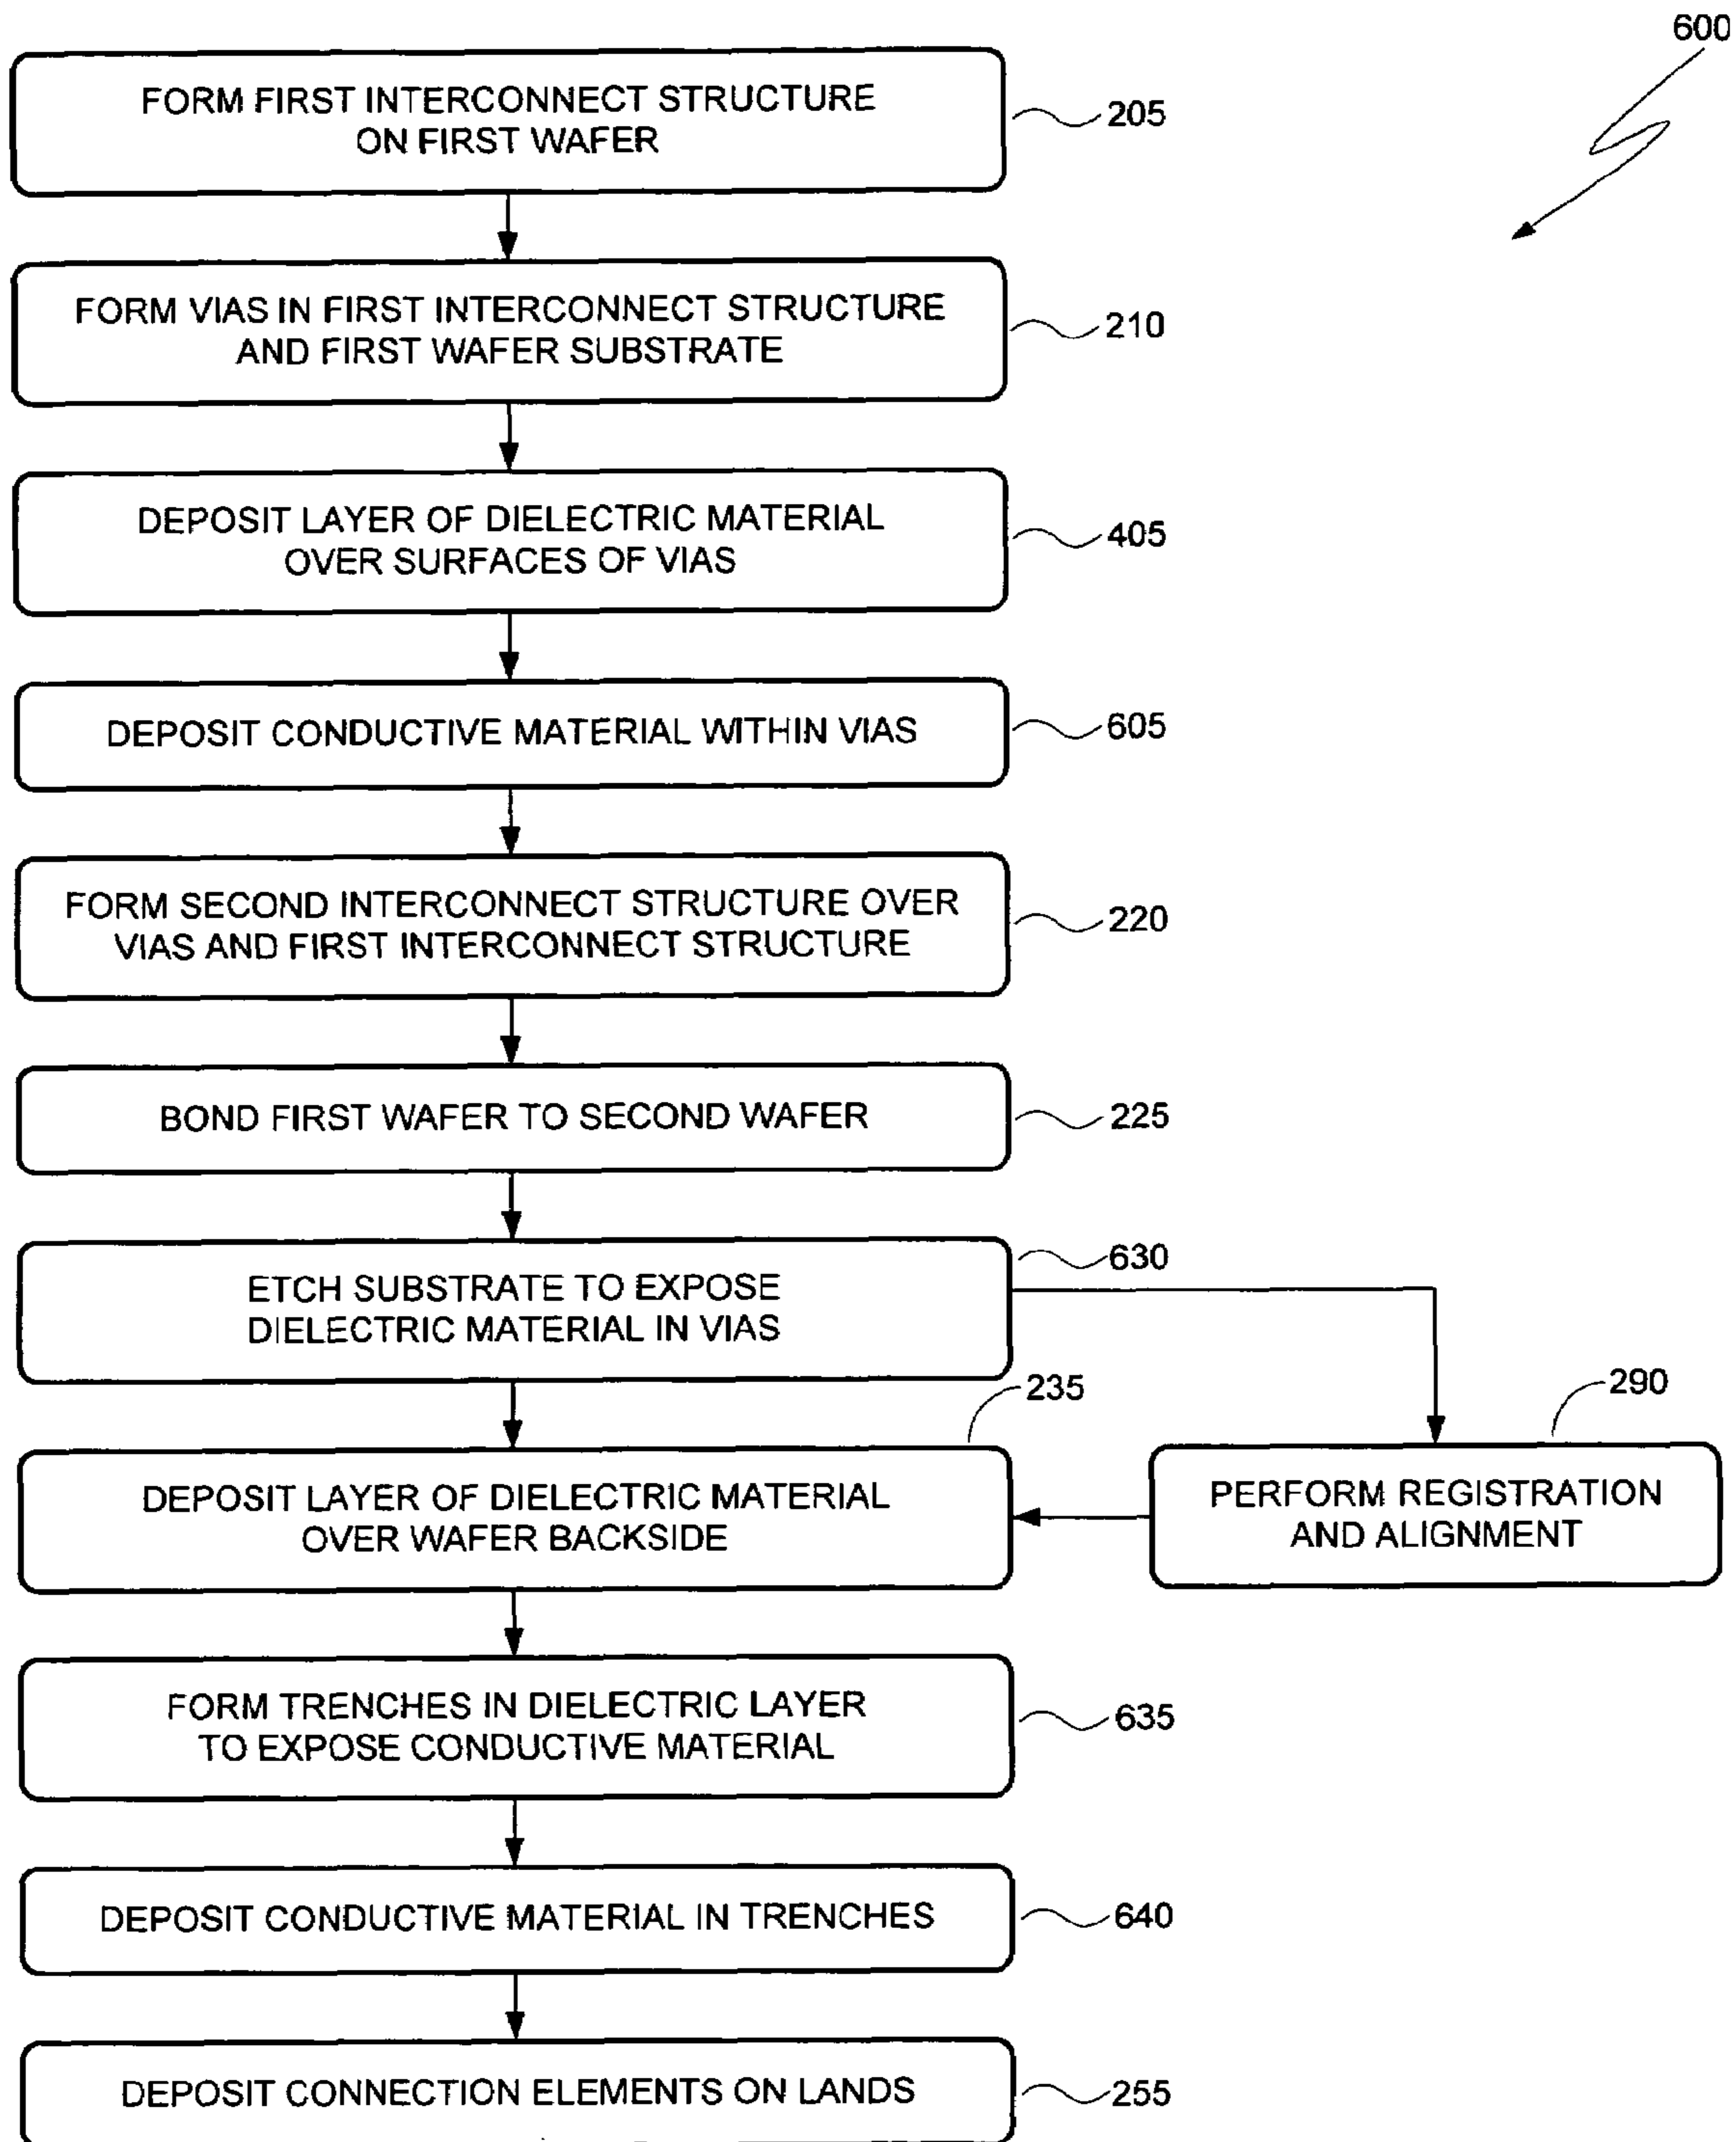 600
FORM FIRST INTERCONNECT STRUCTURE
ON FIRST WAFER
205
FORM VIAS IN FIRST INTERCONNECT STRUCTURE
AND FIRST WAFER SUBSTRATE
210
DEPOSIT LAYER OF DIELECTRIC MATERIAL
OVER SURFACES OF VIAS
405
DEPOSIT CONDUCTIVE MATERIAL WITHIN VIAS
605
FORM SECOND INTERCONNECT STRUCTURE OVER
VIAS AND FIRST INTERCONNECT STRUCTURE
220
BOND FIRST WAFER TO SECOND WAFER
225
ETCH SUBSTRATE TO EXPOSE
DIELECTRIC MATERIAL IN VIAS
630
235
DEPOSIT LAYER OF DIELECTRIC MATERIAL
OVER WAFER BACKSIDE
290
PERFORM REGISTRATION
AND ALIGNMENT
FORM TRENCHES IN DIELECTRIC LAYER
TO EXPOSE CONDUCTIVE MATERIAL
635
DEPOSIT CONDUCTIVE MATERIAL IN TRENCHES
640
DEPOSIT CONNECTION ELEMENTS ON LANDS
255